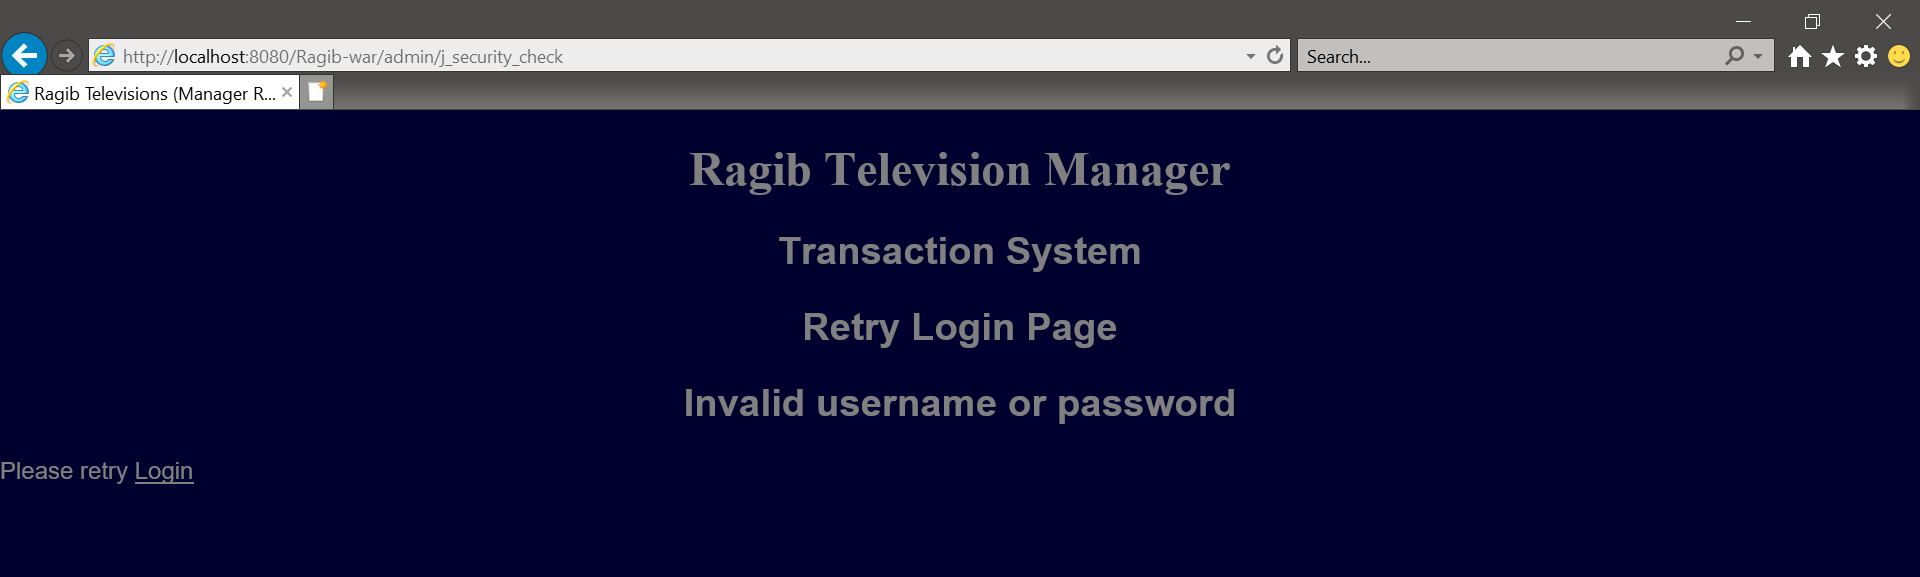 http://localhost:8080/Ragib-war/admin/j_security_check
Search...
Ragib Televisions (Manager R...
Ragib Television Manager
Transaction System
Retry Login Page
Invalid username or password
Please retry Login